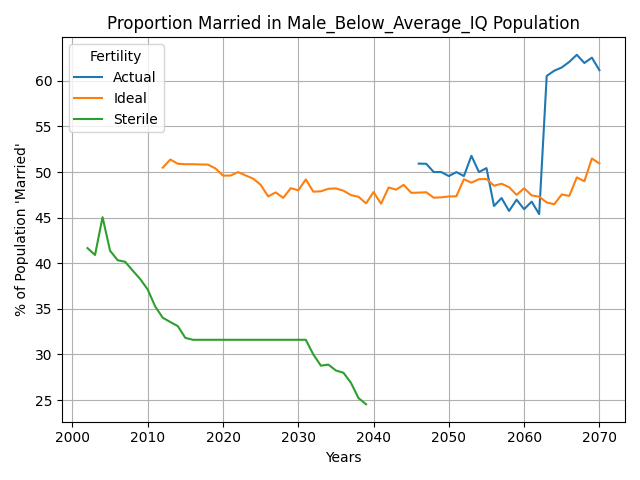 Proportion Married in Male_Below_Average_IQ Population
% of Population 'Married'
Fertility
Actual
Ideal
Sterile
60
55
50
45
40
35
30
25
2000 2010 2020 2030 2040 2050 2060 2070
Years